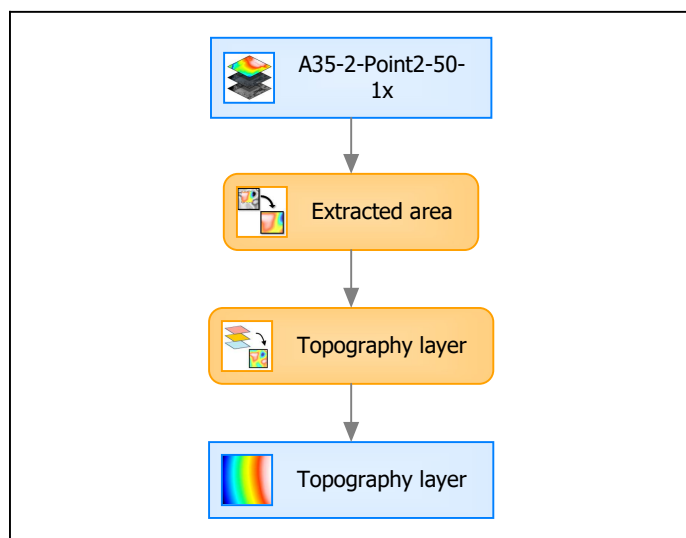 A35-2-Point2-50-
1x
Extracted area
Topography layer
Topography layer